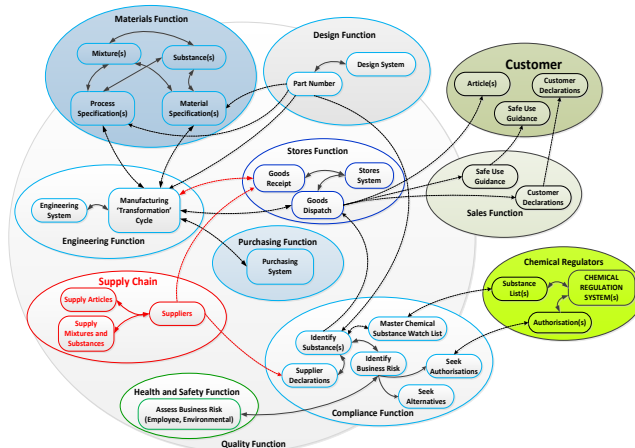 Materials Function
Mixture(s)
Substance(s)
Process
Specification(s)
Material
Specification(s)
Design Function
Design System
Part Number
Customer
Article(s)
Customer
Declarations
Safe Use
Guidance
Stores Function
Goods
Receipt
Stores
System
Goods
Dispatch
Safe Use
Guidance
Customer
Declarations
Sales Function
Engineering
System
Manufacturing
'Transformation'
Cycle
Engineering Function
Purchasing Function
Purchasing
System
Supply Chain
Supply Articles
Suppliers
Supply
Mixtures and
Substances
Chemical Regulators
Substance
List(s)
CHEMICAL
REGULATION
SYSTEM(s)
Authorisation(s)
Master Chemical
Substance Watch List
Identify
Substance(s)
Identify
Business Risk
Supplier
Declarations
Seek
Authorisations
Seek
Alternatives
Compliance Function
Health and Safety Function
Assess Business Risk
(Employee, Environmental)
Quality Function